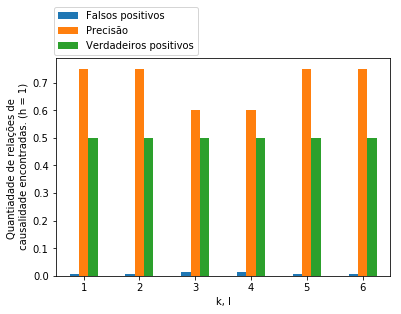 Falsos positivos
Precisão
Verdadeiros positivos
Quantiadade de relações de
causalidade encontradas. (h = 1)
0.7
0.6
0.5
0.4
0.3
0.2
0.1
0.0
1 2 3 4 5 6
k, l